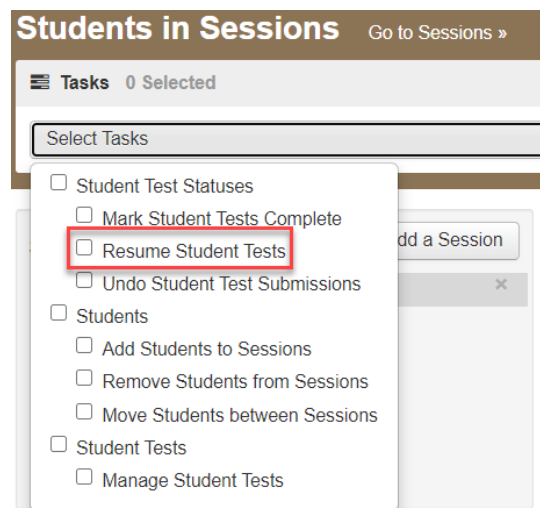 Students in Sessions Go to Sessions »
Tasks 0 Selected
Select Tasks
Student Test Statuses
Mark Student Tests Complete
Resume Student Tests
dd a Session
Undo Student Test Submissions
×
Students
Add Students to Sessions
Remove Students from Sessions
Move Students between Sessions
Student Tests
Manage Student Tests